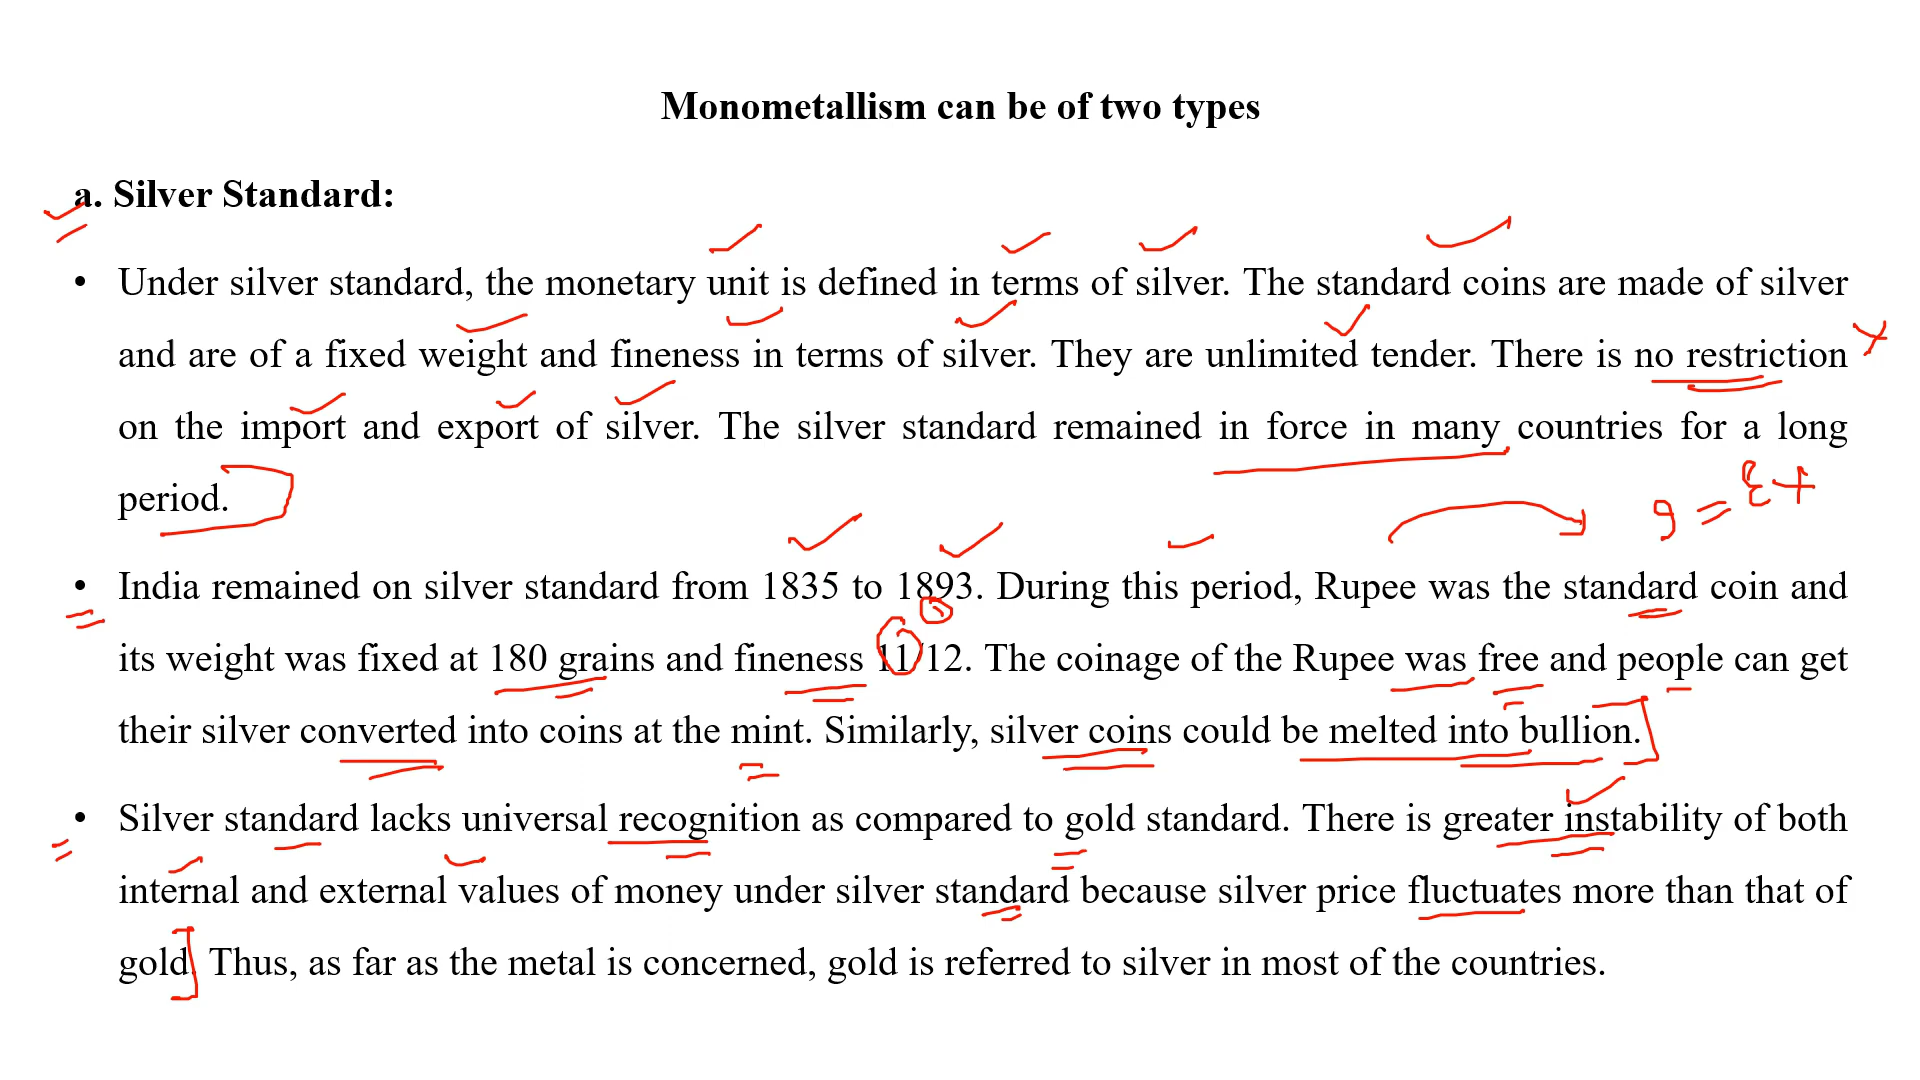 Monometallism can be of two types
a. Silver Standard:
• Under silver standard, the monetary unit is defined in terms of silver. The standard coins are made of silver
and are of a fixed weight and fineness in terms of silver. They are unlimited tender. There is no restriction
on the import and export of silver. The silver standard remained in force in many countries for a long
period.
• India remained on silver standard from 1835 to 1893. During this period, Rupee was the standard coin and
its weight was fixed at 180 grains and fineness 11/12. The coinage of the Rupee was free and people can get
their silver converted into coins at the mint. Similarly, silver coins could be melted into bullion.
• Silver standard lacks universal recognition as compared to gold standard. There is greater instability of both
internal and external values of money under silver standard because silver price fluctuates more than that of
gold. Thus, as far as the metal is concerned, gold is referred to silver in most of the countries.